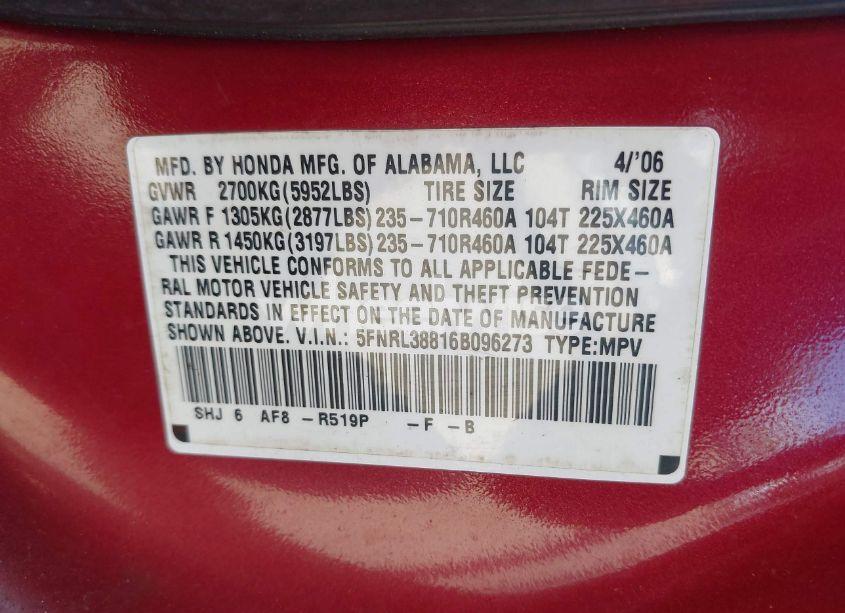 MFD. BY HONDA MFG. OF ALABAMA, LLC 4/'06
GVWR 2700KG(5952LBS) TIRE SIZE RIM SIZE
GAWR F 1305KG(2877LBS) 235-710R460A 104T 225X460A
GAWR R 1450KG(3197LBS) 235-710R460A 104T 225X460A
THIS VEHICLE CONFORMS TO ALL APPLICABLE FEDE-
RAL MOTOR VEHICLE SAFETY AND THEFT PREVENTION
STANDARDS IN EFFECT ON THE DATE OF MANUFACTURE
SHOWN ABOVE. V.I.N.: 5FNRL38816B096273 TYPE:MPV
SHJ 6 AF8 -R519P -F -B